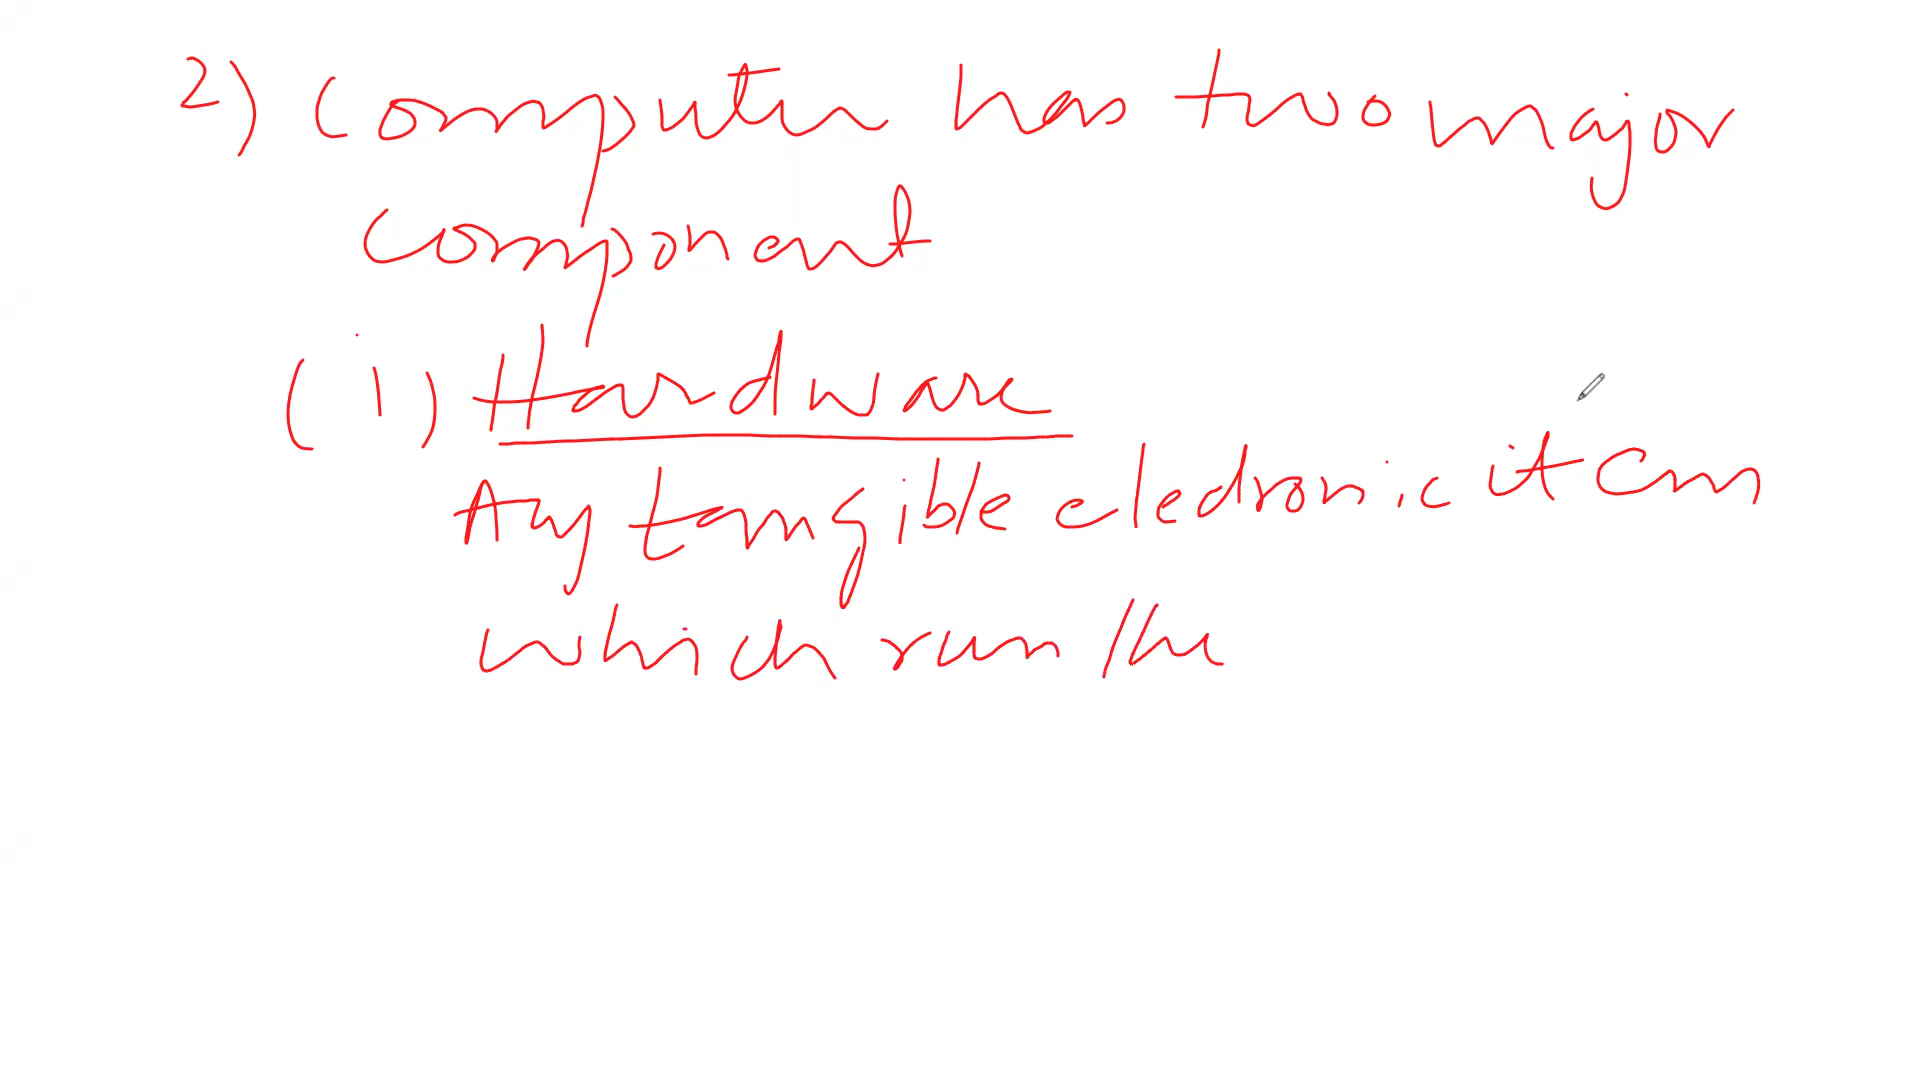 2) Computer has two major
component
(i) Hardware
Any tangible electronic item
which run the